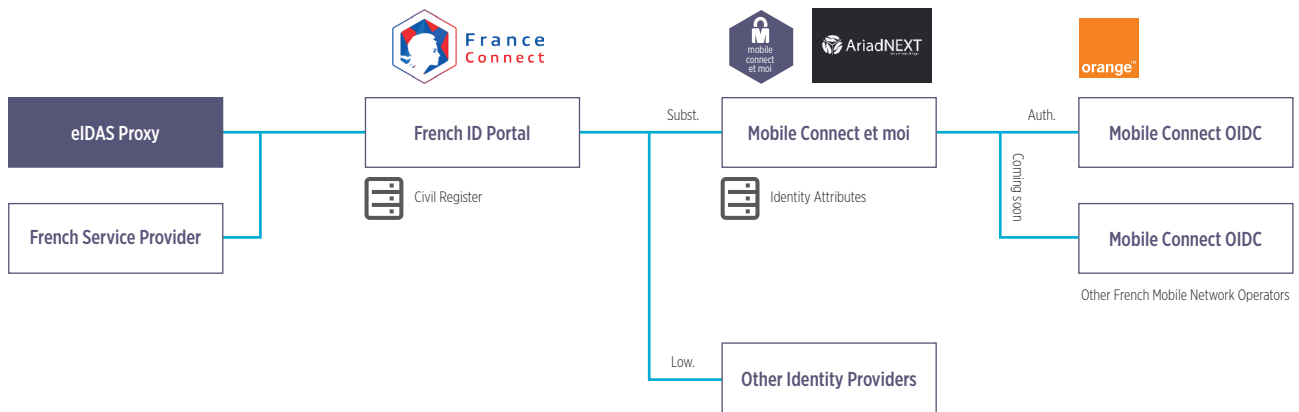 France
Connect
mobile
connect
et moi
AriadNEXT
orange™
eIDAS Proxy
French ID Portal
Subst.
Mobile Connect et moi
Auth.
Mobile Connect OIDC
Civil Register
Identity Attributes
Coming soon
French Service Provider
Mobile Connect OIDC
Other French Mobile Network Operators
Low.
Other Identity Providers